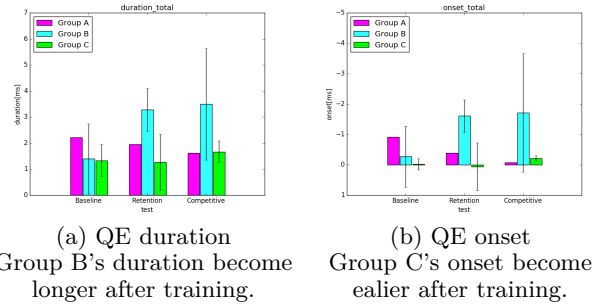 duration_total
7
6
5
4
3
2
1
0
duration[ms]
Group A
Group B
Group C
Baseline Retention Competitive
test
(a) QE duration
Group B's duration become
longer after training.
onset_total
−5
−4
−3
−2
−1
0
1
onset[ms]
Group A
Group B
Group C
Baseline Retention Competitive
test
(b) QE onset
Group C's onset become
ealier after training.